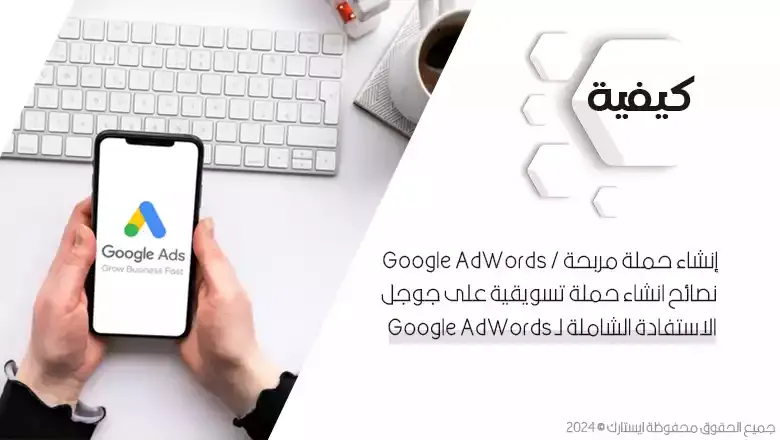 كيفية
إنشاء حملة مربحة / Google AdWords
نصائح انشاء حملة تسويقية على جوجل
الاستفادة الشاملة لـ Google AdWords
Google Ads
Grow Business Fast
جميع الحقوق محفوظة ايستارك © 2024